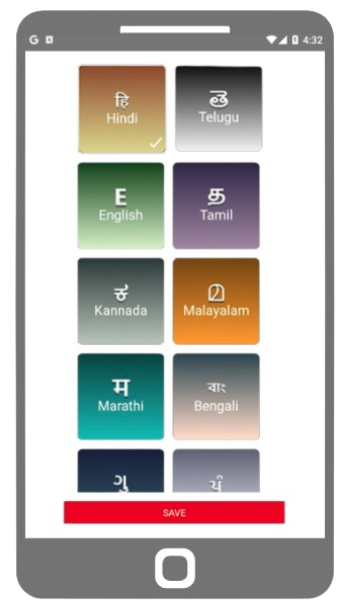 G A 4:32
हि తె
Hindi Telugu
E த
English Tamil
ಕ മ
Kannada Malayalam
म বাং
Marathi Bengali
ગુ ਪੰ
SAVE